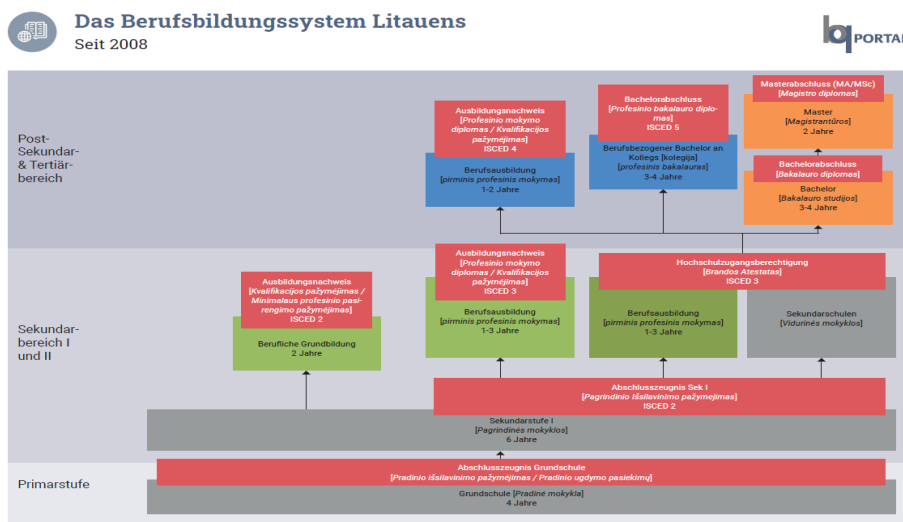 Das Berufsbildungssystem Litauens
Seit 2008
bq PORTAL
Post-
Sekundar-
& Tertiär-
bereich
Ausbildungsnachweis
[Profesinio mokymo
diplomas / Kvalifikacijos
pažymėjimas]
ISCED 4
Berufsausbildung
[pirminis profesinis mokymas]
1-2 Jahre
Bachelorabschluss
[Profesinio bakalauro diplo-
mas]
ISCED 5
Berufsbezogener Bachelor an
Kollegs [kolegija]
[profesinis bakalauras]
3-4 Jahre
Masterabschluss (MA/MSc)
[Magistro diplomas]
Master
[Magistrantūros]
2 Jahre
Bachelorabschluss
[Bakalauro diplomas]
Bachelor
[Bakalauro studijos]
3-4 Jahre
Sekundar-
bereich I
und II
Ausbildungsnachweis
[Kvalifikacijos pažymėjimas /
Minimalaus profesinio pasi-
rengimo pažymėjimas]
ISCED 2
Berufliche Grundbildung
2 Jahre
Ausbildungsnachweis
[Profesinio mokymo
diplomas / Kvalifikacijos
pažymėjimas]
ISCED 3
Berufsausbildung
[pirminis profesinis mokymas]
1-3 Jahre
Hochschulzugangsberechtigung
[Brandos Atestatas]
ISCED 3
Berufsausbildung
[pirminis profesinis mokymas]
1-3 Jahre
Sekundarschulen
[Vidurinės mokyklos]
Abschlusszeugnis Sek I
[Pagrindinio Išsilavinimo pažymėjimas]
ISCED 2
Sekundarstufe I
[Pagrindinės mokyklos]
6 Jahre
Primarstufe
Abschlusszeugnis Grundschule
[Pradinio išsilavinimo pažymėjimas / Pradinio ugdymo pasiekimų]
Grundschule [Pradinė mokykla]
4 Jahre